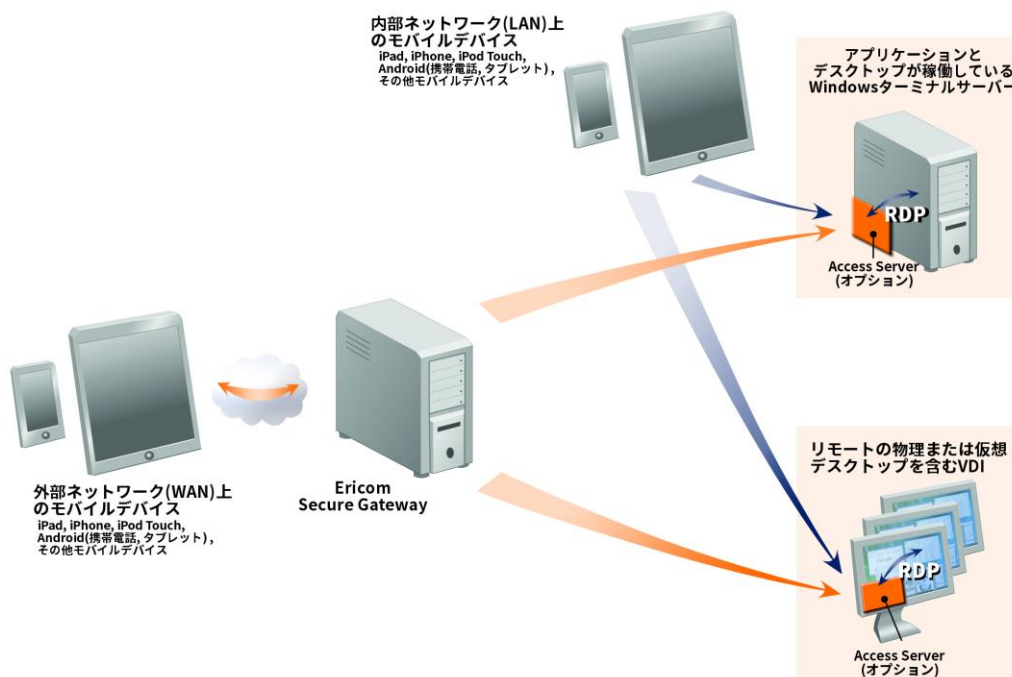 内部ネットワーク(LAN)上
のモバイルデバイス
iPad, iPhone, iPod Touch,
Android(携帯電話, タブレット) ,
その他モバイルデバイス
アプリケーションと
デスクトップが稼働している
Windowsターミナルサーバー
RDP
Access Server
(オプション)
外部ネットワーク(WAN)上
のモバイルデバイス
iPad, iPhone, iPod Touch,
Android(携帯電話, タブレット) ,
その他モバイルデバイス
Ericom
Secure Gateway
リモートの物理または仮想
デスクトップを含むVDI
RDP
Access Server
(オプション)